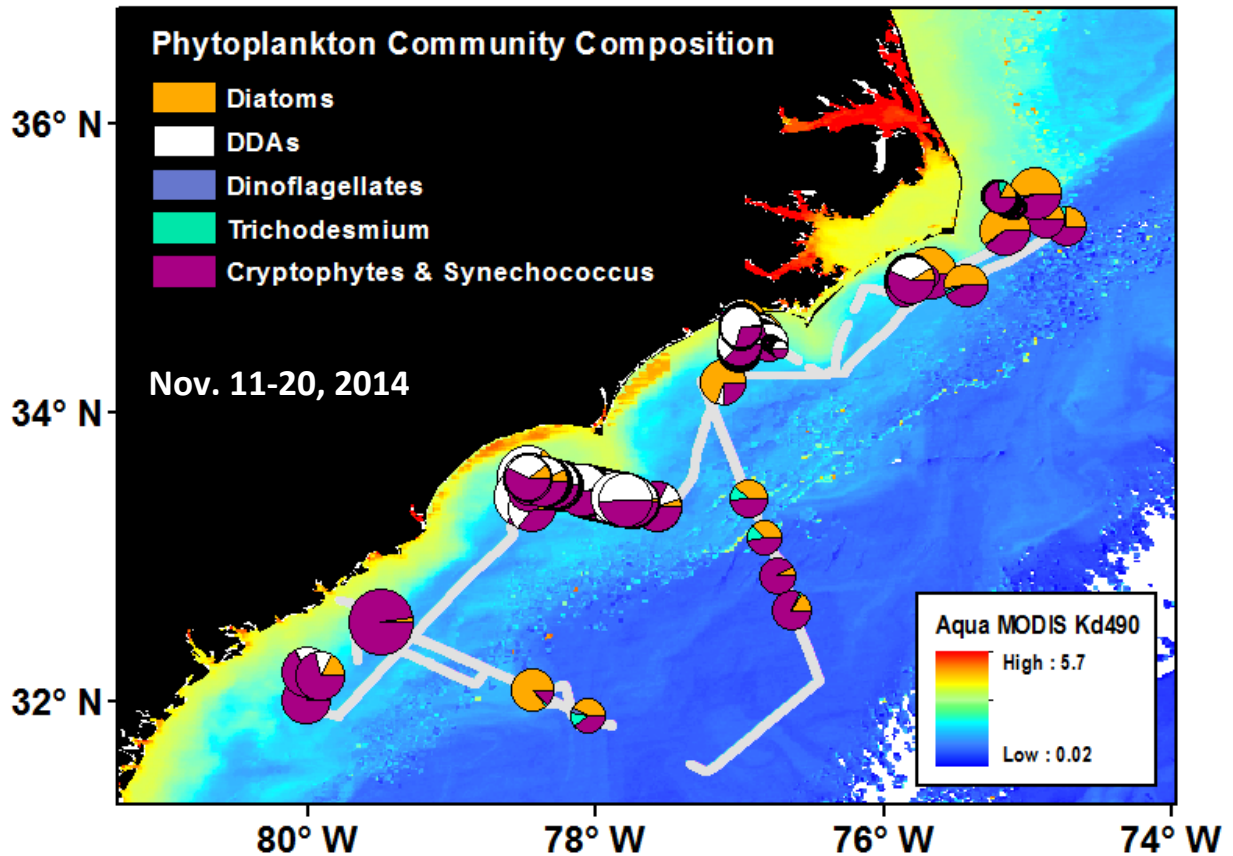 Phytoplankton Community Composition
Diatoms
DDAs
Dinoflagellates
Trichodesmium
Cryptophytes & Synechococcus
36° N
Nov. 11-20, 2014
34° N
32° N
Aqua MODIS Kd490
High : 5.7
Low : 0.02
80° W 78° W 76° W 74° W